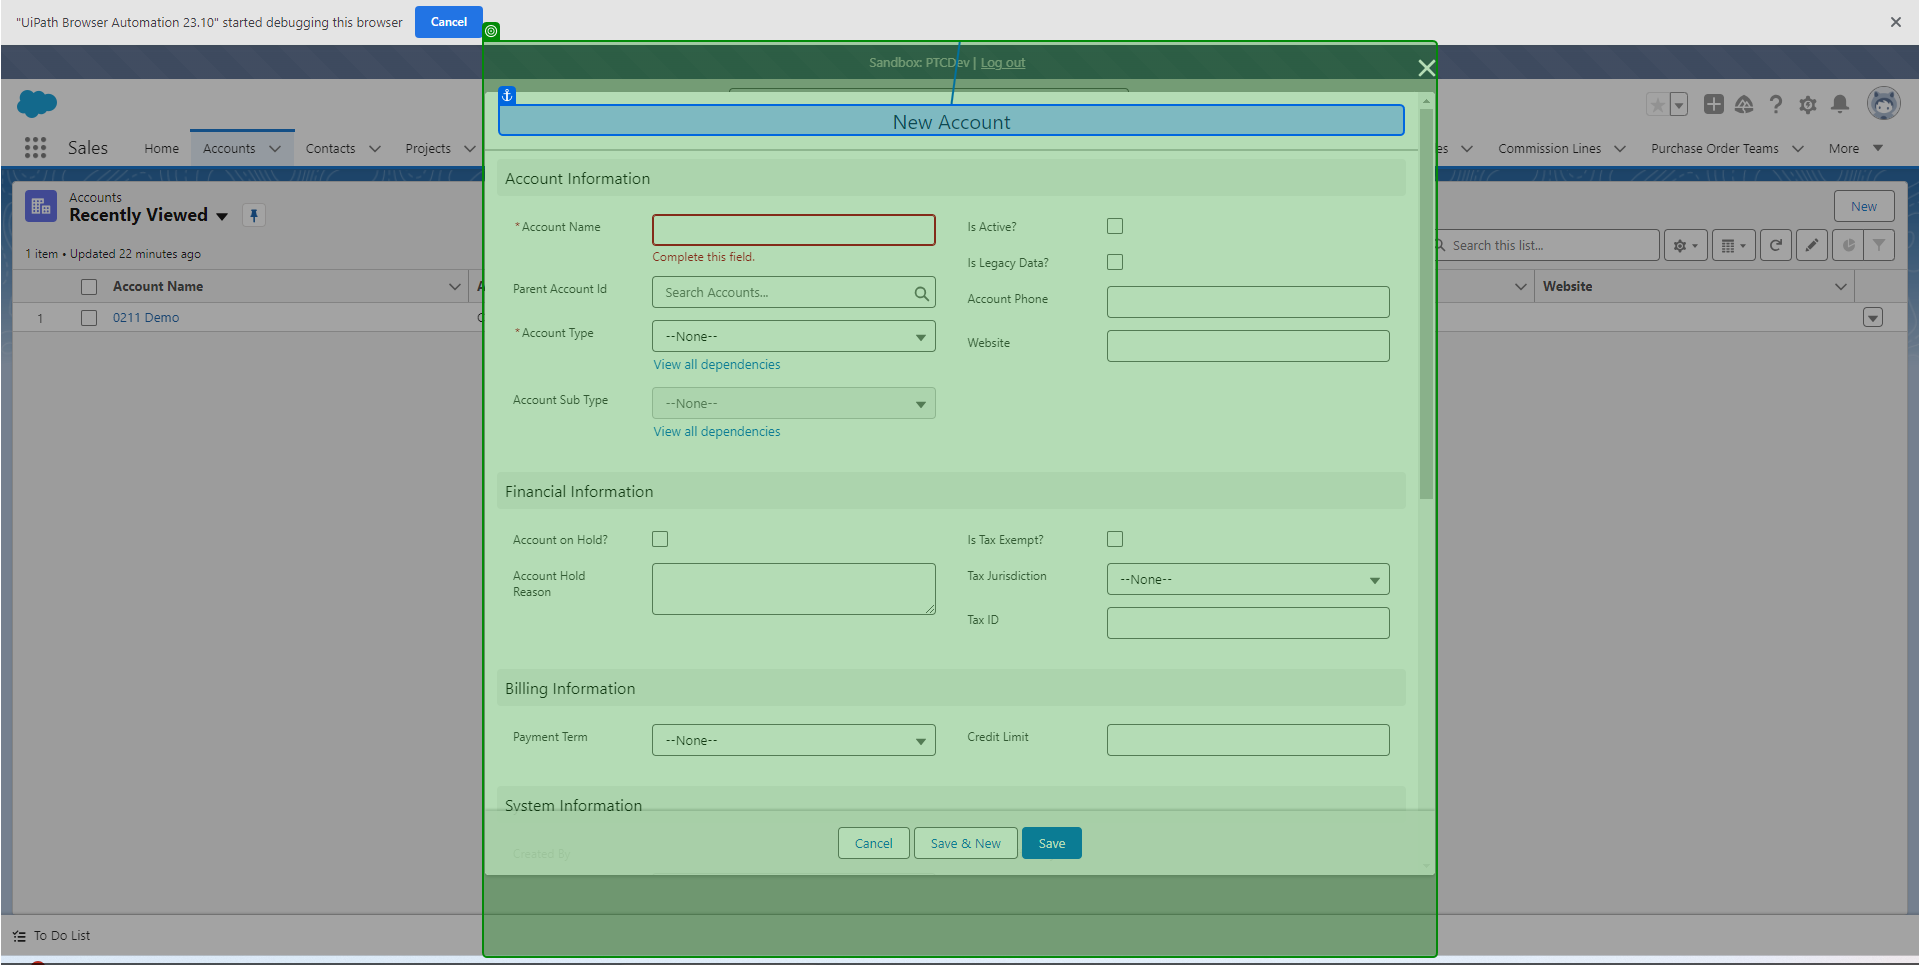 "UiPath Browser Automation 23.10" started debugging this browser
Cancel
Sandbox: PTCDev | Log out
Sales
Home
Accounts
Contacts
Projects
es
Commission Lines
Purchase Order Teams
More
Accounts
Recently Viewed
1 item • Updated 22 minutes ago
New
Search this list...
Account Name
A
Website
1
0211 Demo
C
New Account
Account Information
*Account Name
Complete this field.
Parent Account Id
Search Accounts...
*Account Type
--None--
View all dependencies
Account Sub Type
--None--
View all dependencies
Is Active?
Is Legacy Data?
Account Phone
Website
Financial Information
Account on Hold?
Account Hold
Reason
Is Tax Exempt?
Tax Jurisdiction
--None--
Tax ID
Billing Information
Payment Term
--None--
Credit Limit
System Information
Created By
Cancel
Save & New
Save
To Do List